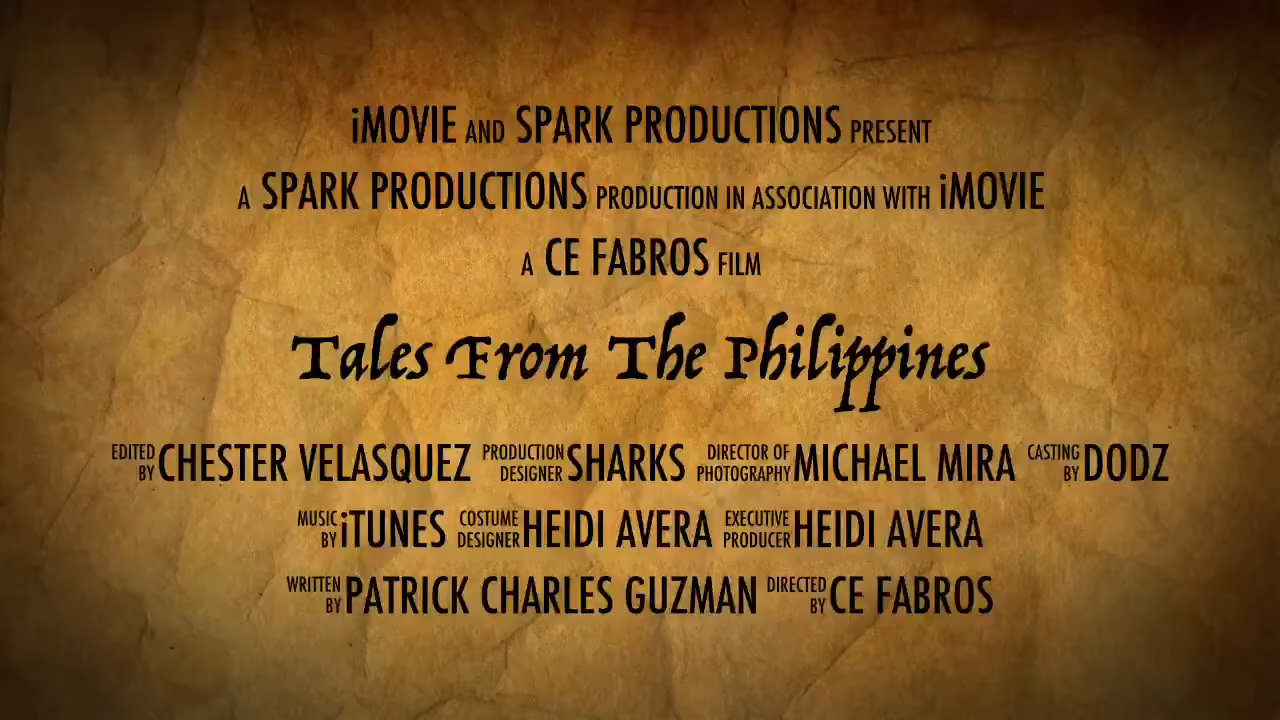 iMOVIE AND SPARK PRODUCTIONS PRESENT
A SPARK PRODUCTIONS PRODUCTION IN ASSOCIATION WITH iMOVIE
A CE FABROS FILM
Tales From The Philippines
EDITED BY CHESTER VELASQUEZ PRODUCTION DESIGNER SHARKS DIRECTOR OF PHOTOGRAPHY MICHAEL MIRA CASTING BY DODZ
MUSIC BY iTUNES COSTUME DESIGNER HEIDI AVERA EXECUTIVE PRODUCER HEIDI AVERA
WRITTEN BY PATRICK CHARLES GUZMAN DIRECTED BY CE FABROS